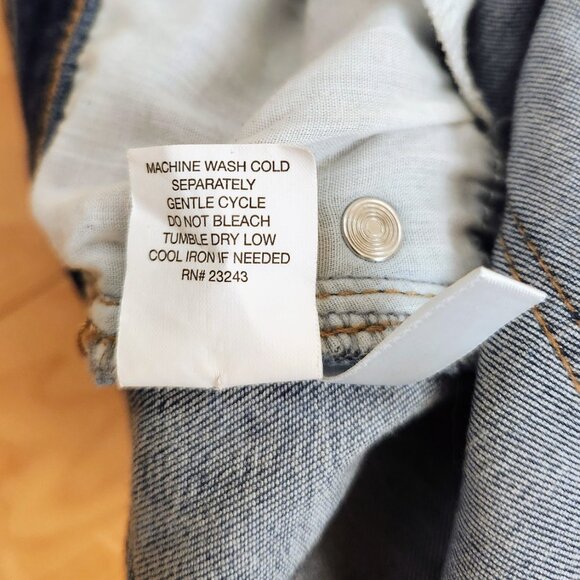 MACHINE WASH COLD
SEPARATELY
GENTLE CYCLE
DO NOT BLEACH
TUMBLE DRY LOW
COOL IRON IF NEEDED
RN# 23243